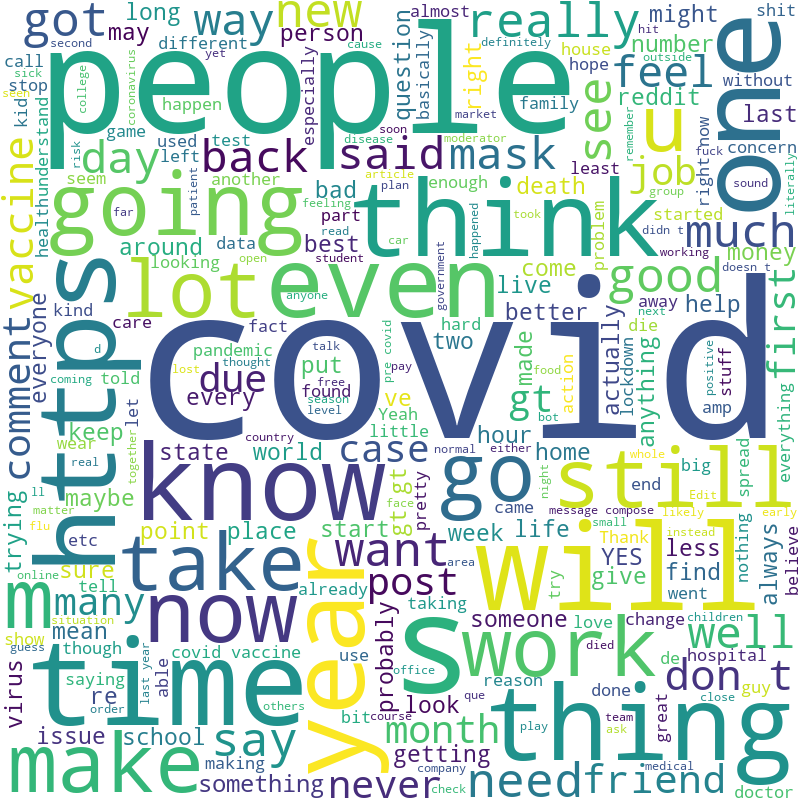 got
may
long
call
second
yet
sick
stop
kid
seen
way
different
college
coronavirus
happen
people
new
person
cause
especially
question
basically
almost
definitely
really
might
hit
shit
house
right
hope
number
outside
without
one
feel
family
reddit
last
game
used
test
market
soon
moderator
see
u
remember
fuck
right now
concern
literally
vaccine
healthunderstand
risk
day
left
back
said
mask
disease
least
job
group
sound
seem
another
patient
article
plan
enough
death
started
didn t
much
going
feeling
bad
part
think
happened
took
problem
working
around
data
far
best
read
car
come
doesn t
money
looking
open
student
government
live
good
away
next
first
https
lot
even
anyone
better
help
everyone
kind
care
fact
covid
hard
two
made
actually
die
lockdown
anything
positive
stuff
d
pandemic
talk
pre covid
coming
told
thought
put
pay
food
gt
action
amp
everything
comment
let
due
free
ve
lost
season
found
Yeah
bot
every
level
little
keep
wear
country
know
case
normal
either
hour
home
whole
big
spread
still
real
together
state
world
go
night
end
trying
ll
maybe
matter
flu
gt gt
pretty
came
message compose
likely
Edit
early
etc
point
place
start
week
life
small
Thank
instead
less
nothing
always
believe
online
sure
take
year
want
area
will
YES
m
many
now
tell
already
post
taking
try
give
find
went
show
situation
mean
time
use
probably
s
someone
love
change
children
well
guess
though
covid vaccine
last year
work
died
virus
saying
re
able
others
office
reason
de
hospital
don t
order
bit
look
que
done
guy
close
issue
school
say
course
month
play
team
ask
thing
great
make
making
something
never
getting
company
check
need
friend
medical
doctor